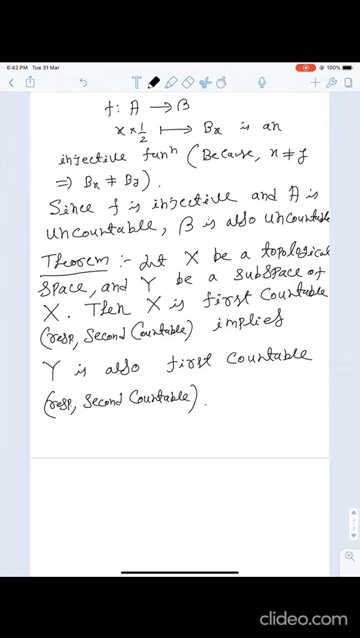 6:42 PM Tue 31 Mar
100%
f: A → B
x × 1/2 ↦ Bx is an
injective funⁿ (Because, x ≠ y
⇒ Bx ≠ By).
Since f is injective and A is
uncountable, B is also uncountable
Theorem :- Let X be a topological
space, and Y be a subspace of
X. Then X is first countable
(resp, Second Countable) implies
Y is also first countable
(resp, Second Countable).
clideo.com